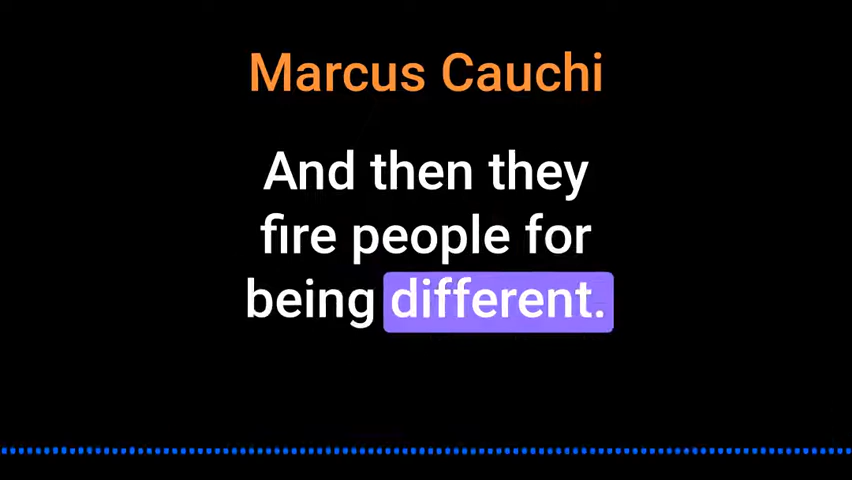 Marcus Cauchi
And then they
fire people for
being different.